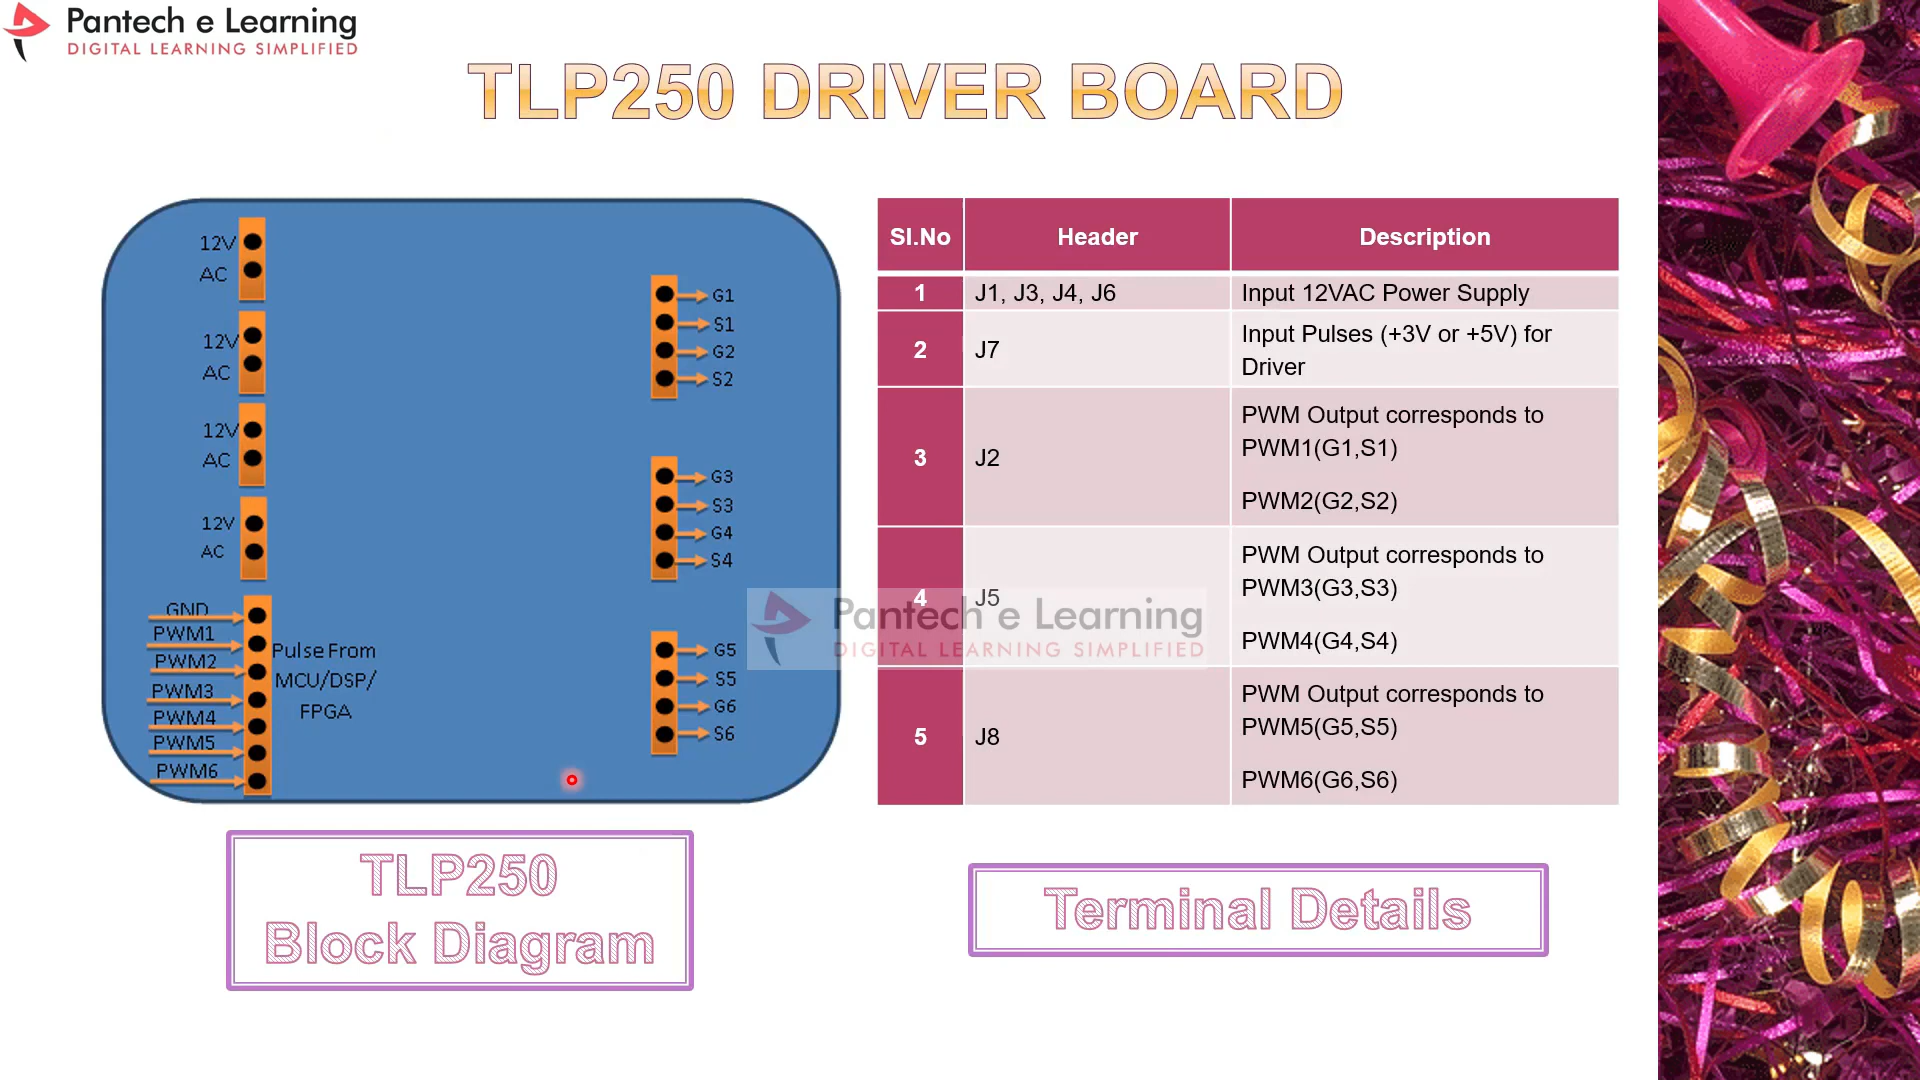 Pantech e Learning
DIGITAL LEARNING SIMPLIFIED
TLP250 DRIVER BOARD
12V
AC
12V
AC
12V
AC
12V
AC
GND
PWM1
PWM2
PWM3
PWM4
PWM5
PWM6
Pulse From
MCU/DSP/
FPGA
G1
S1
G2
S2
G3
S3
G4
S4
G5
S5
G6
S6
SI.No Header Description
1 J1, J3, J4, J6 Input 12VAC Power Supply
2 J7 Input Pulses (+3V or +5V) for
Driver
3 J2 PWM Output corresponds to
PWM1(G1,S1)
PWM2(G2,S2)
4 J5 PWM Output corresponds to
PWM3(G3,S3)
PWM4(G4,S4)
5 J8 PWM Output corresponds to
PWM5(G5,S5)
PWM6(G6,S6)
Pantech e Learning
DIGITAL LEARNING SIMPLIFIED
TLP250
Block Diagram
Terminal Details